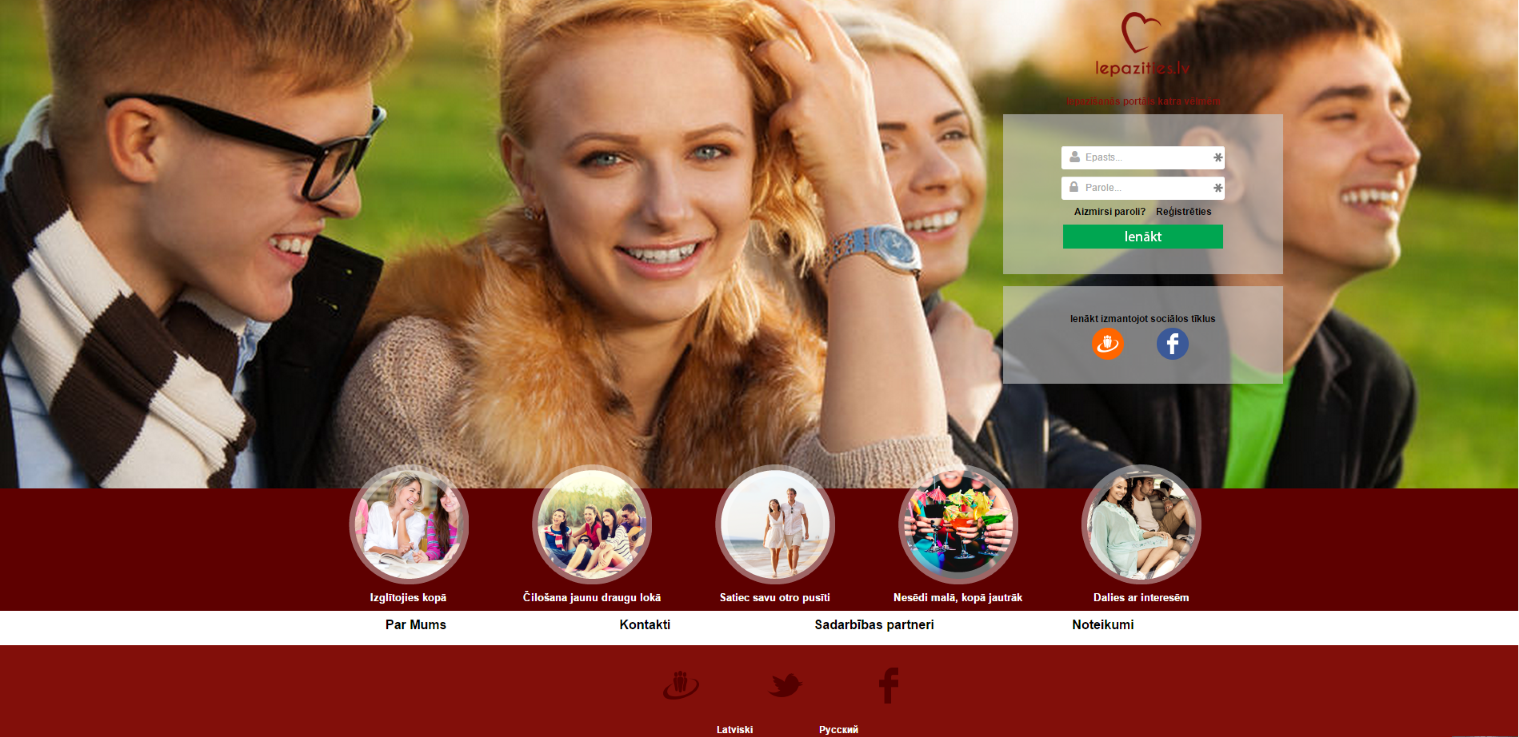 Iepazities.lv
Iepazīšanās portāls katra vēlmēm
Epasts...
Parole...
Aizmirsi paroli? Reģistrēties
Ienākt
Ienākt izmantojot sociālos tīklus
Izglītojies kopā
Čilošana jaunu draugu lokā
Satiec savu otro pusīti
Nesēdi malā, kopā jautrāk
Dalies ar interesēm
Par Mums
Kontakti
Sadarbības partneri
Noteikumi
Latviski
Русский